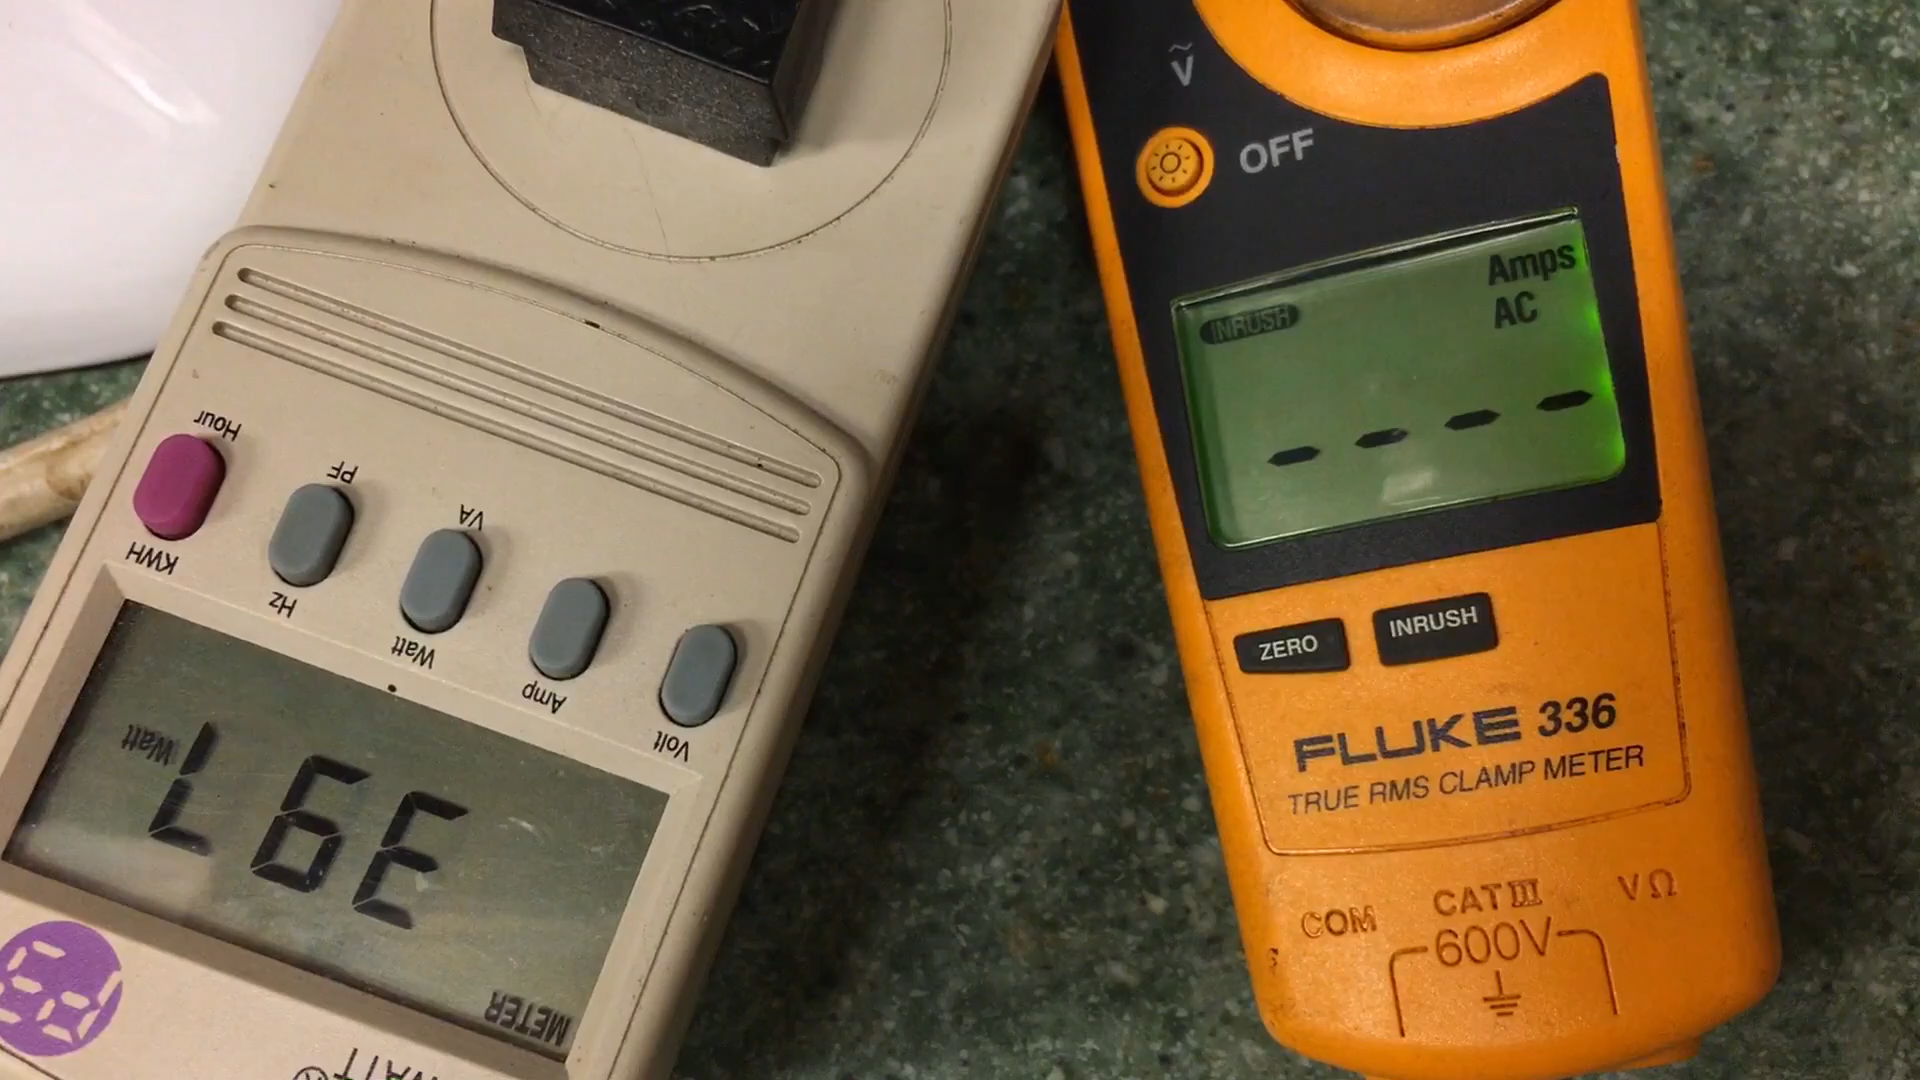 Hour
PF
VA
KWH
Hz
Watt
Amp
Volt
397
Watt
METER
Ṽ
OFF
Amps
INRUSH
AC
- - - -
ZERO
INRUSH
FLUKE 336
TRUE RMS CLAMP METER
COM
CAT III
VΩ
600V